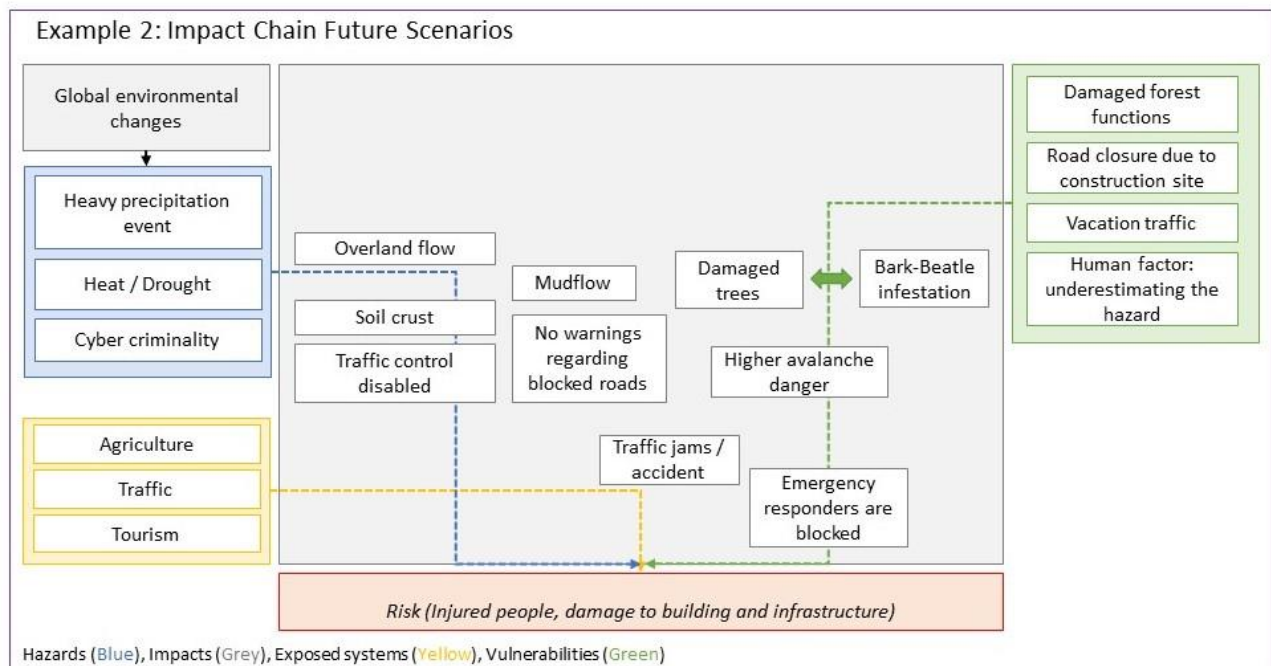 Example 2: Impact Chain Future Scenarios
Global environmental
changes
Heavy precipitation
event
Heat / Drought
Cyber criminality
Agriculture
Traffic
Tourism
Overland flow
Soil crust
Traffic control
disabled
Mudflow
No warnings
regarding
blocked roads
Traffic jams /
accident
Damaged
trees
Bark-Beatle
infestation
Higher avalanche
danger
Emergency
responders are
blocked
Damaged forest
functions
Road closure due to
construction site
Vacation traffic
Human factor:
underestimating the
hazard
Risk (Injured people, damage to building and infrastructure)
Hazards (Blue), Impacts (Grey), Exposed systems (Yellow), Vulnerabilities (Green)